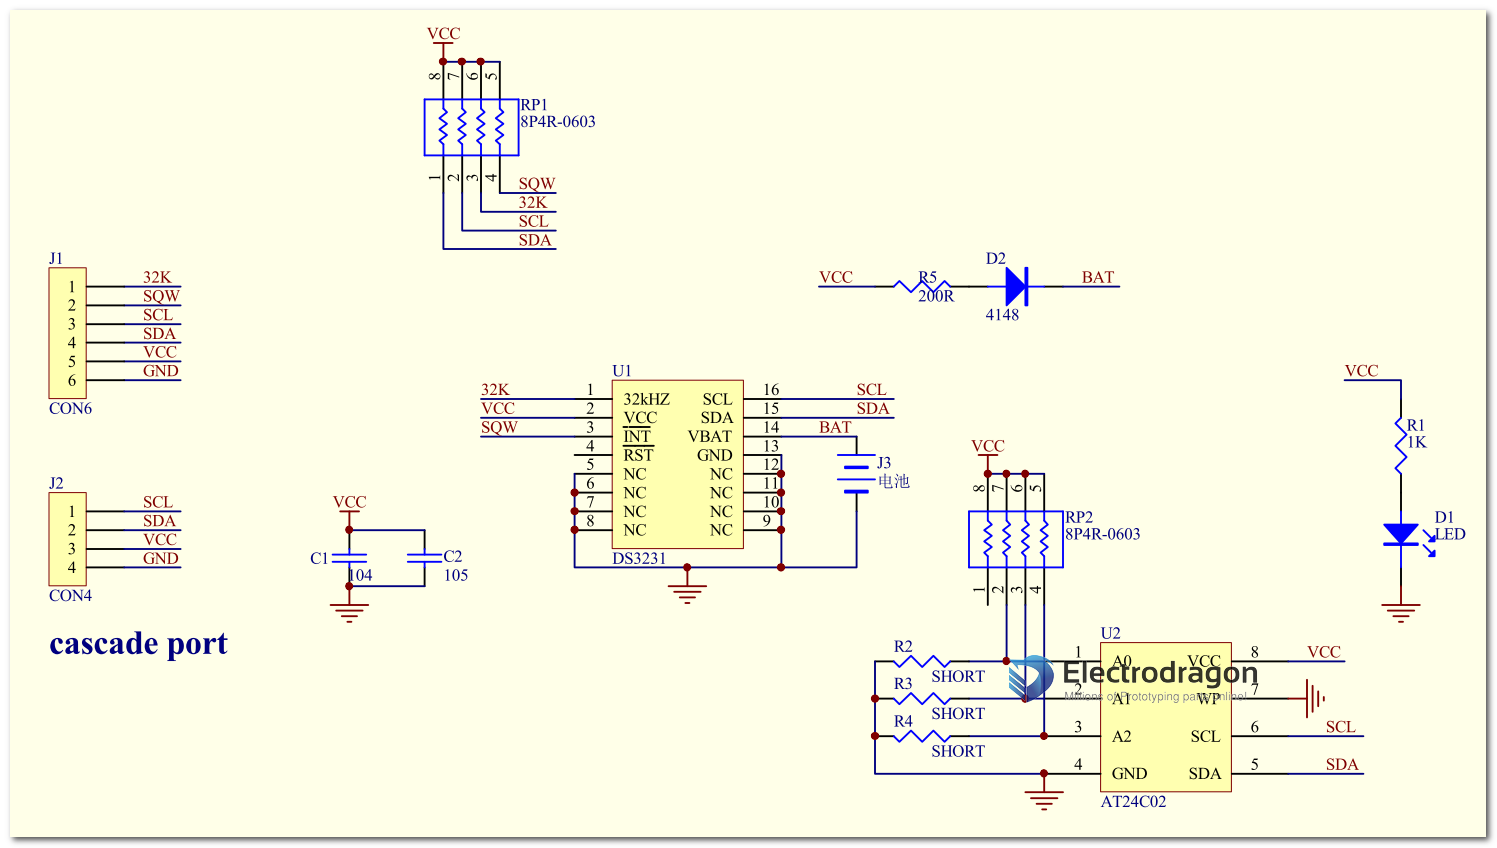 VCC
8 7 6 5
RP1
8P4R-0603
1 2 3 4
SQW
32K
SCL
SDA
J1
1 32K
2 SQW
3 SCL
4 SDA
5 VCC
6 GND
CON6
VCC
R5
200R
D2
4148
BAT
J2
1 SCL
2 SDA
3 VCC
4 GND
CON4
cascade port
VCC
C1
104
C2
105
U1
32K 1 32kHZ SCL 16 SCL
VCC 2 VCC SDA 15 SDA
SQW 3 INT VBAT 14 BAT
4 RST GND 13
5 NC NC 12
6 NC NC 11
7 NC NC 10
8 NC NC 9
DS3231
J3
电池
VCC
R1
1K
D1
LED
VCC
8 7 6 5
RP2
8P4R-0603
1 2 3 4
R2
SHORT
R3
SHORT
R4
SHORT
U2
1 A0 VCC 8 VCC
2 A1 WP 7
3 A2 SCL 6 SCL
4 GND SDA 5 SDA
AT24C02
Electrodragon
Millions of Prototyping parts online!